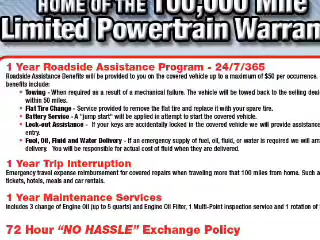 HOME OF THE 100,000 Mile
Limited Powertrain Warran
1 Year Roadside Assistance Program - 24/7/365
Roadside Assistance Benefits will be provided to you on the covered vehicle up to a maximum of $50 per occurrence.
benefits include:
• Towing - When required as a result of a mechanical failure. The vehicle will be towed back to the selling deal
within 50 miles.
• Flat Tire Change - Service provided to remove the flat tire and replace it with your spare tire.
• Battery Service - A "jump start" will be applied in attempt to start the covered vehicle.
• Lock-out Assistance - If your keys are accidentally locked in the covered vehicle we will provide assistance
entry.
• Fuel, Oil, Fluid and Water Delivery - If an emergency supply of fuel, oil, fluid, or water is required we will arra
delivery. You will be responsible for actual cost of fluid when they are delivered.
1 Year Trip Interruption
Emergency travel expense reimbursement for covered repairs when traveling more that 100 miles from home. Such a
tickets, hotels, meals and car rentals.
1 Year Maintenance Services
Includes 3 change of Engine Oil (up to 5 quarts) and Engine Oil Filter, 1 Multi-Point inspection service and 1 rotation of
72 Hour “NO HASSLE” Exchange Policy